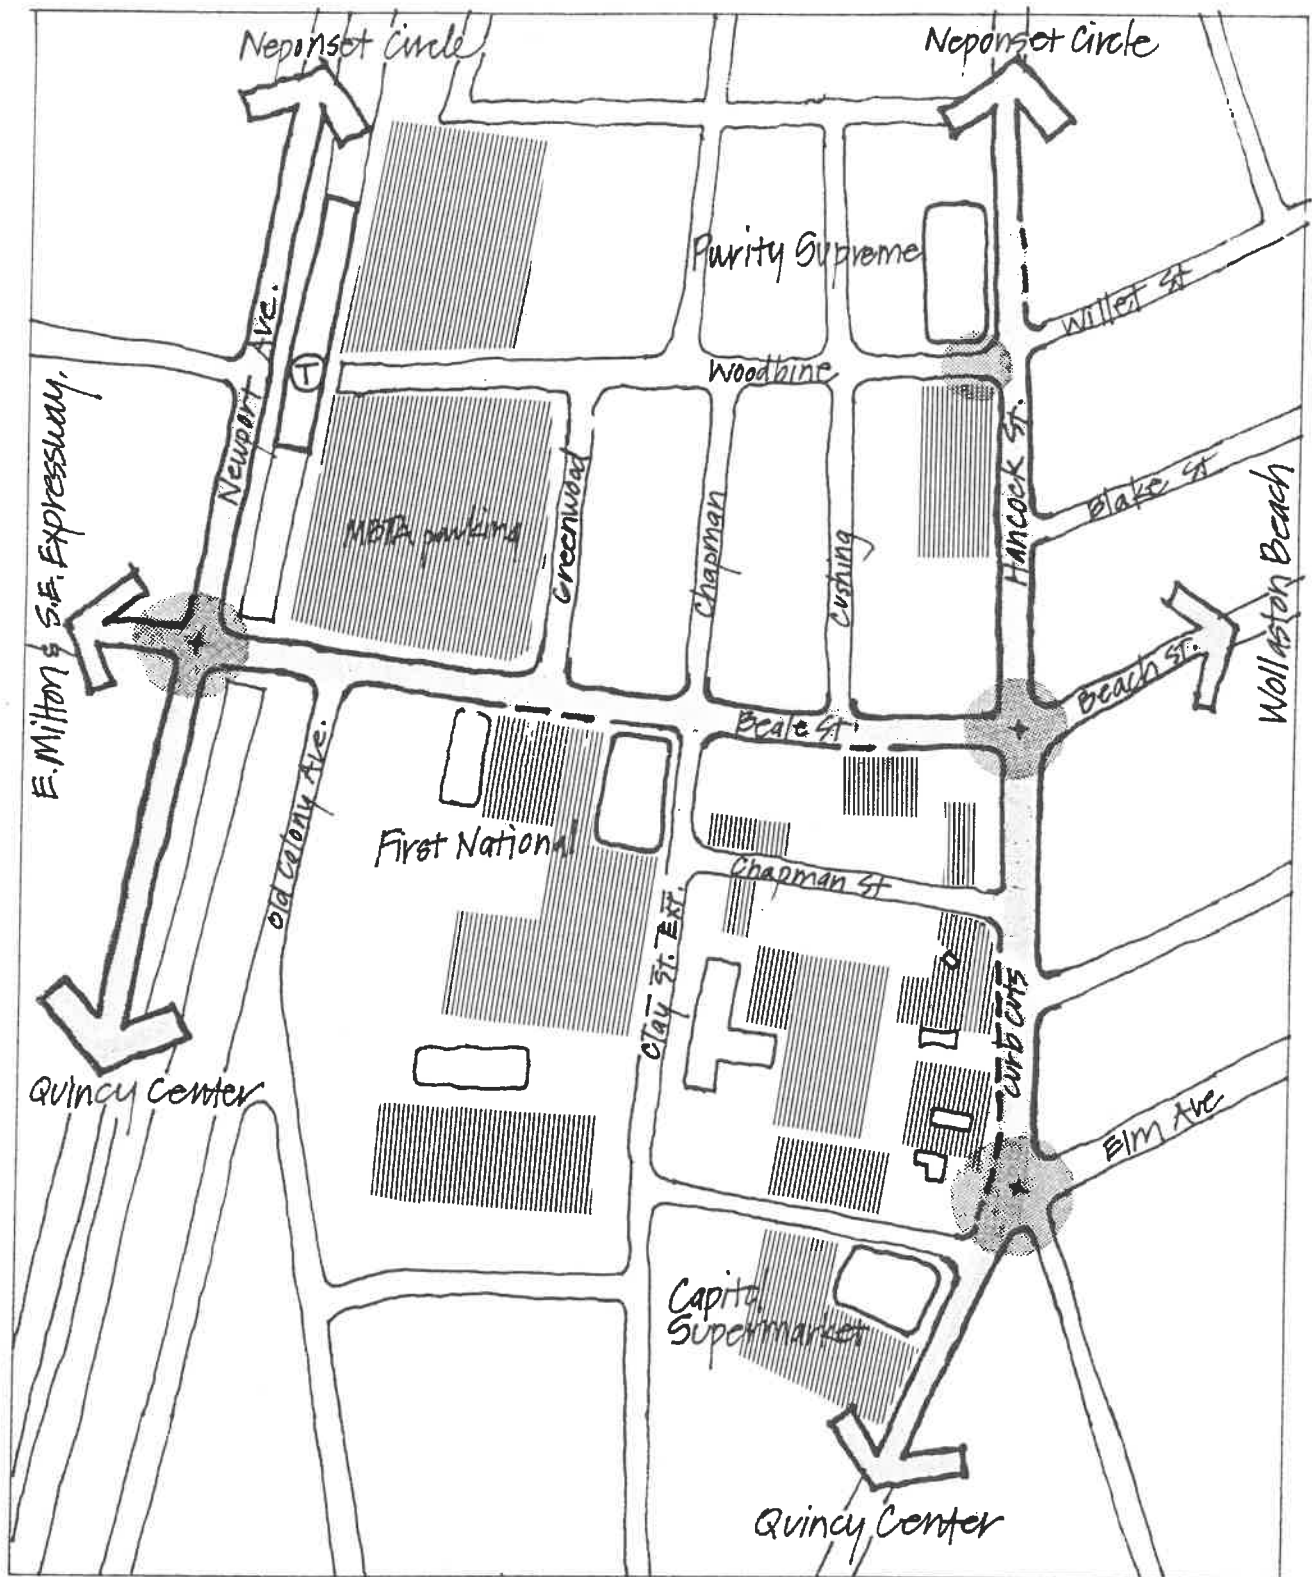 Neponset Circle
Neponset Circle
Purity Supreme
Willet St
Newport Ave.
T
Woodbine
Hancock St.
Blake St
E. Milton & S.E. Expressway.
MBTA parking
Greenwood
Chapman
Cushing
Wollaston Beach
Beach St.
Beale St
Old Colony Ave.
First National
Chapman St
Clay St. Ext.
curb cuts
Quincy Center
Elm Ave
Capitol
Supermarket
Quincy Center